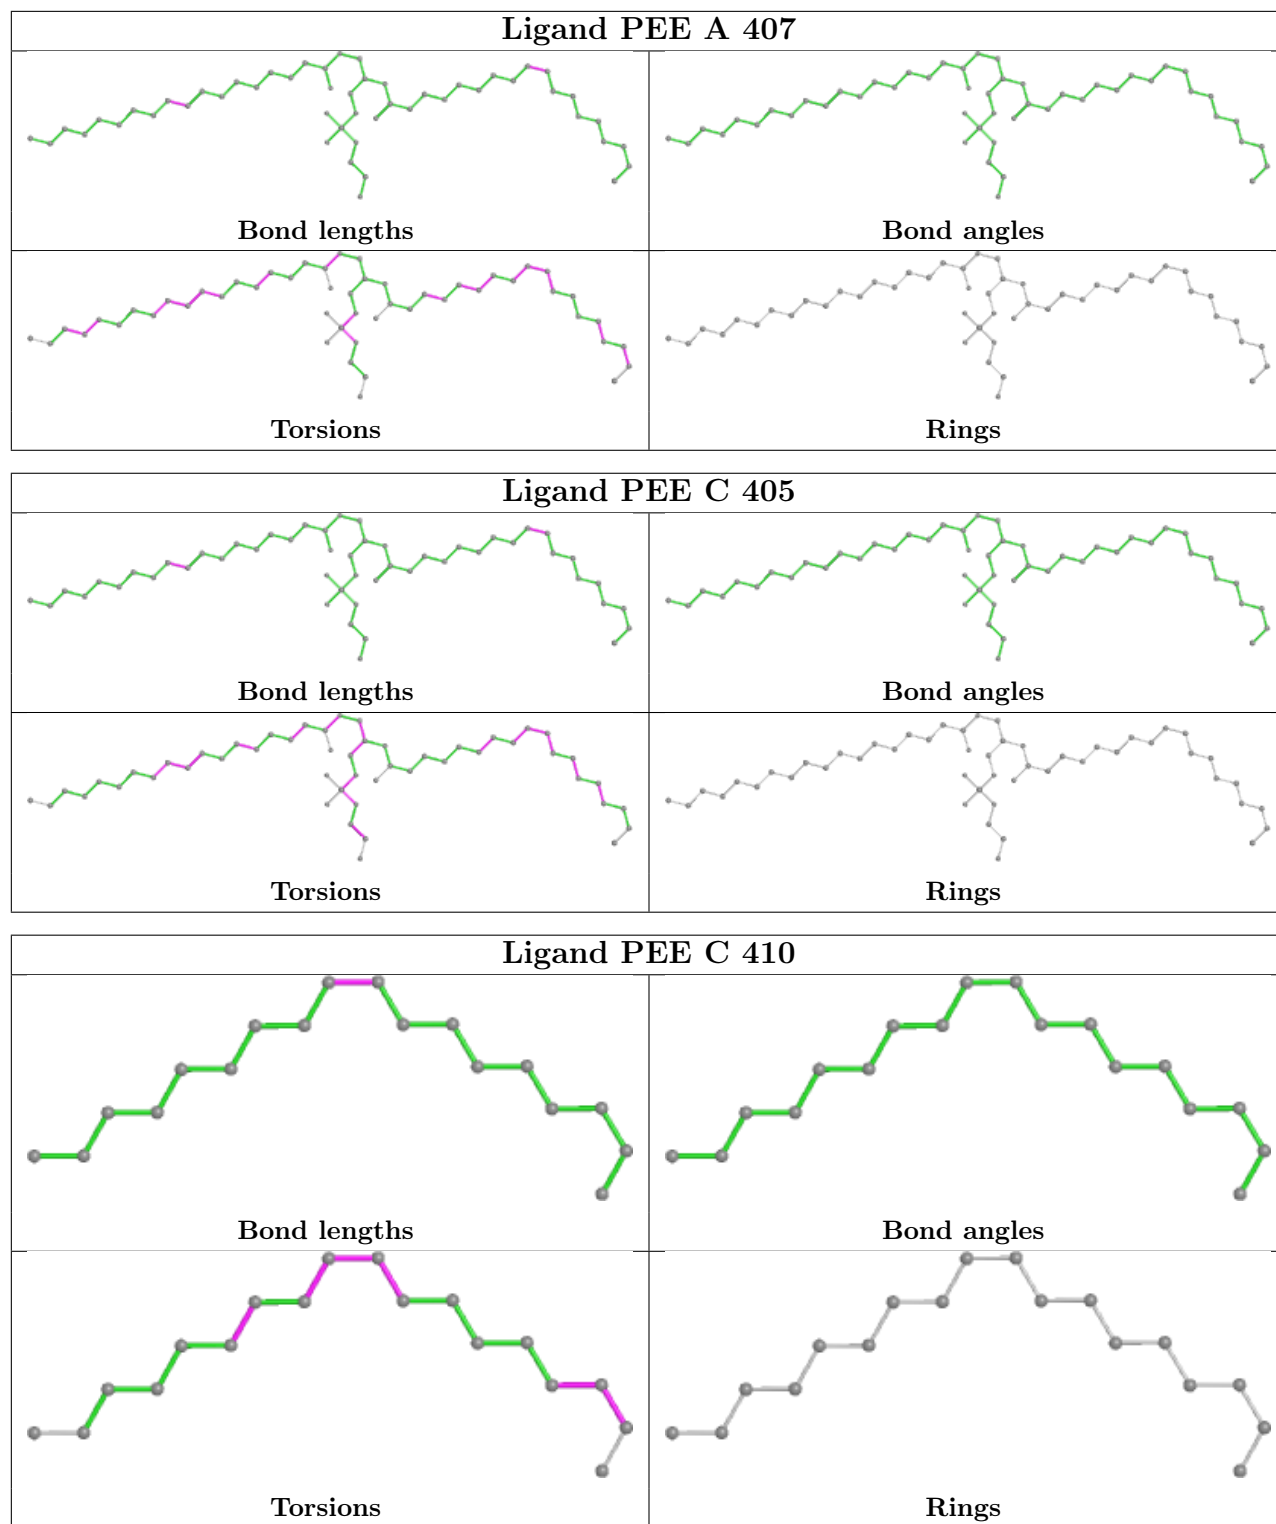 Ligand PEE A 407
Bond lengths
Bond angles
Torsions
Rings
Ligand PEE C 405
Bond lengths
Bond angles
Torsions
Rings
Ligand PEE C 410
Bond lengths
Bond angles
Torsions
Rings